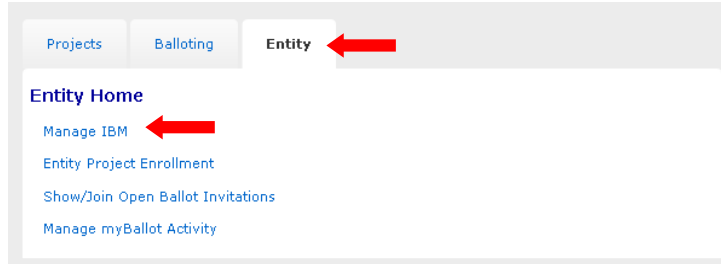 Projects Balloting Entity
Entity Home
Manage IBM
Entity Project Enrollment
Show/Join Open Ballot Invitations
Manage myBallot Activity